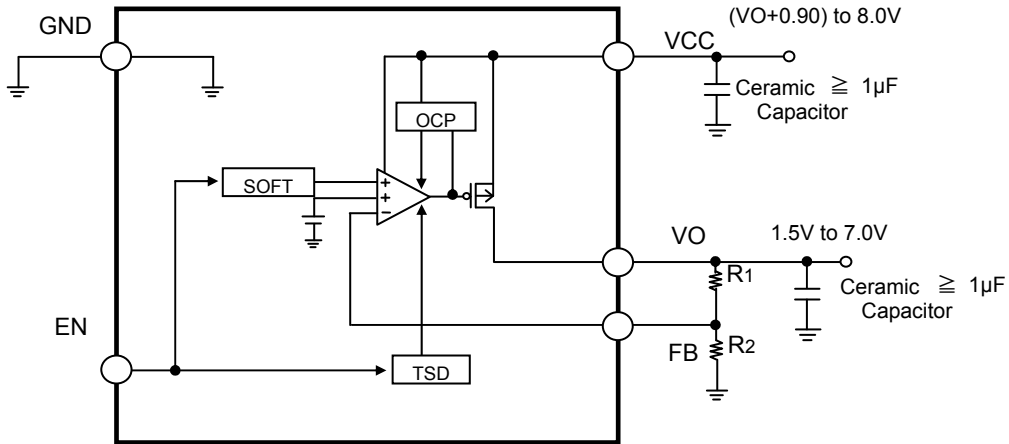 GND
VCC
(VO+0.90) to 8.0V
Ceramic ≧ 1µF
Capacitor
OCP
SOFT
+
+
−
VO
1.5V to 7.0V
R1
Ceramic ≧ 1µF
Capacitor
EN
FB
R2
TSD